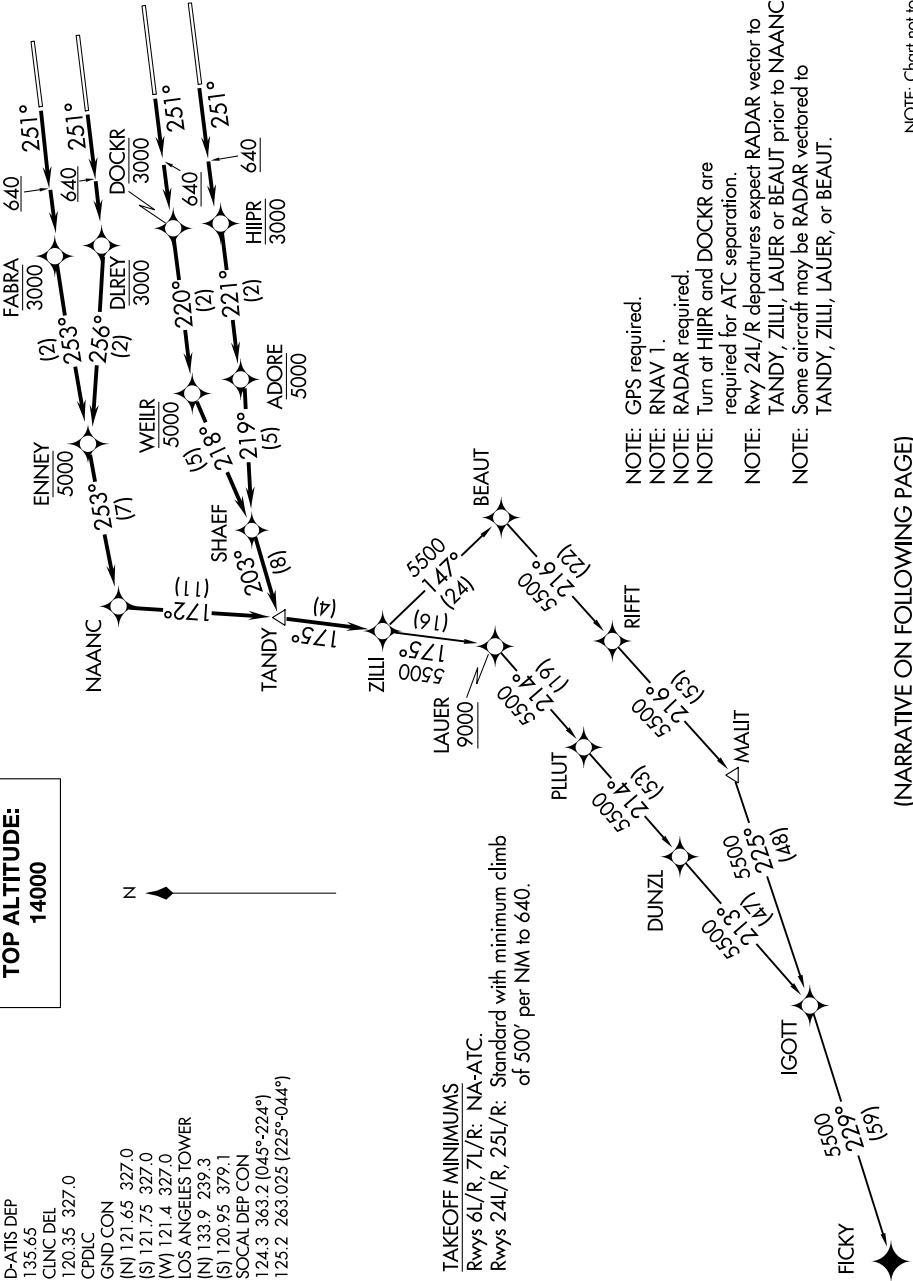 TOP ALTITUDE:
14000
D-ATIS DEP
135.65
CLNC DEL
120.35 327.0
CPDLC
GND CON
(N) 121.65 327.0
(S) 121.75 327.0
(W) 121.4 327.0
LOS ANGELES TOWER
(N) 133.9 239.3
(S) 120.95 379.1
SOCAL DEP CON
124.3 363.2 (045°-224°)
125.2 263.025 (225°-044°)
N
TAKEOFF MINIMUMS
Rwys 6L/R, 7L/R: NA-ATC.
Rwys 24L/R, 25L/R: Standard with minimum climb
of 500' per NM to 640.
640
251°
FABRA
3000
640
251°
DLREY
3000
(2)
253°
256°
(2)
ENNEY
5000
253°
(7)
NAANC
172°
(11)
DOCKR
3000
251°
640
251°
640
HIIPR
3000
220°
(2)
221°
(2)
WEILR
5000
ADORE
5000
(5)
218°
219°
(5)
SHAEF
203°
(8)
TANDY
175°
(4)
ZILLI
5500
175°
(16)
5500
147°
(24)
LAUER
9000
BEAUT
5500
214°
(19)
5500
216°
(22)
PLLUT
RIFFT
5500
214°
(53)
5500
216°
(53)
DUNZL
MALIT
5500
213°
(47)
5500
225°
(48)
IGOTT
5500
229°
(59)
FICKY
NOTE: GPS required.
NOTE: RNAV 1.
NOTE: RADAR required.
NOTE: Turn at HIIPR and DOCKR are
required for ATC separation.
NOTE: Rwy 24L/R departures expect RADAR vector to
TANDY, ZILLI, LAUER or BEAUT prior to NAANC
NOTE: Some aircraft may be RADAR vectored to
TANDY, ZILLI, LAUER, or BEAUT.
(NARRATIVE ON FOLLOWING PAGE)
NOTE: Chart not to